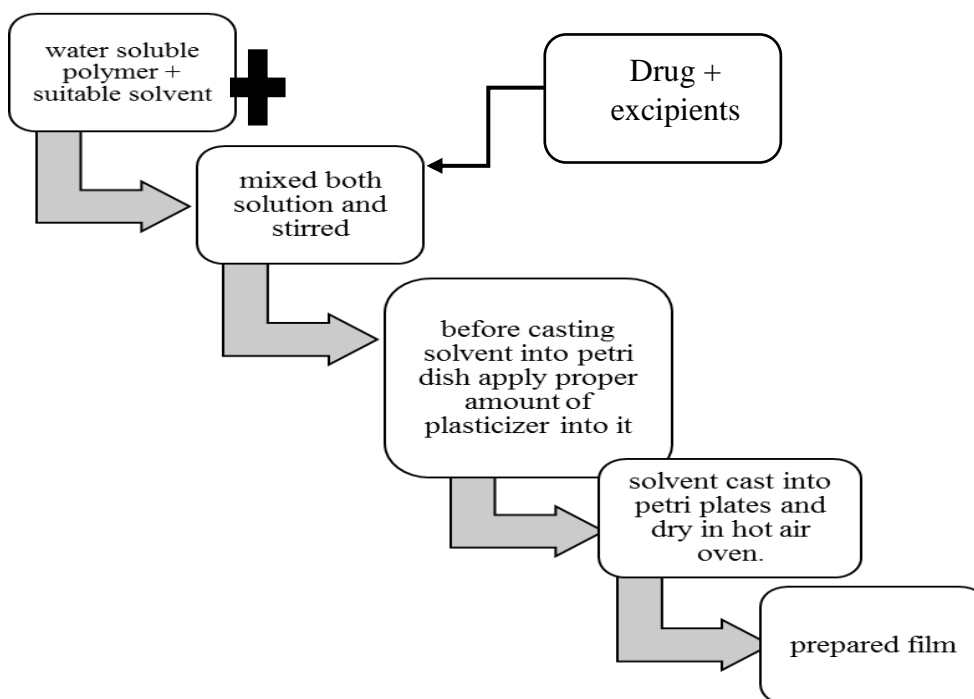 water soluble
polymer +
suitable solvent
Drug +
excipients
mixed both
solution and
stirred
before casting
solvent into petri
dish apply proper
amount of
plasticizer into it
solvent cast into
petri plates and
dry in hot air
oven.
prepared film